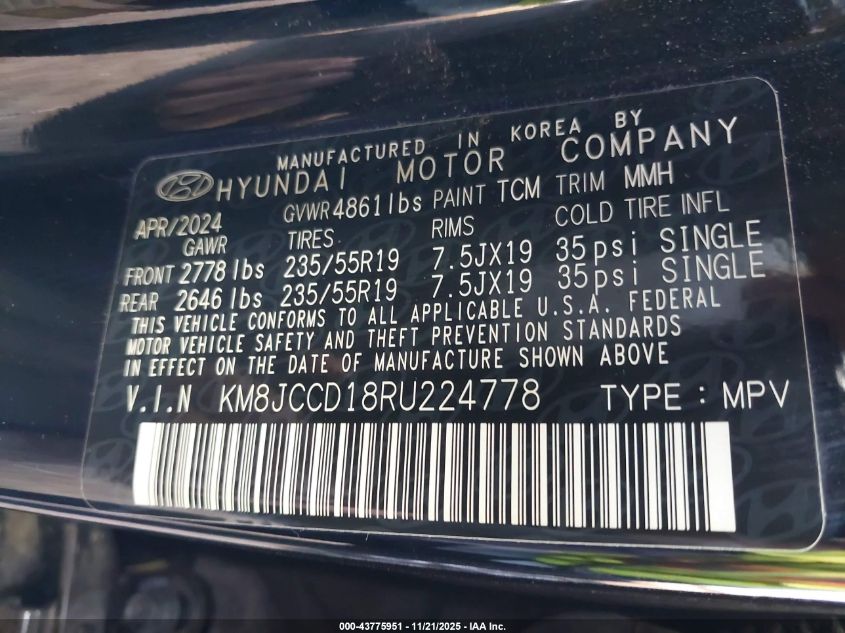 MANUFACTURED IN KOREA BY
HYUNDAI MOTOR COMPANY
APR/2024 GVWR 4861 lbs PAINT TCM TRIM MMH
GAWR TIRES RIMS COLD TIRE INFL
FRONT 2778 lbs 235/55R19 7.5JX19 35psi SINGLE
REAR 2646 lbs 235/55R19 7.5JX19 35psi SINGLE
THIS VEHICLE CONFORMS TO ALL APPLICABLE U.S.A. FEDERAL
MOTOR VEHICLE SAFETY AND THEFT PREVENTION STANDARDS
IN EFFECT ON THE DATE OF MANUFACTURE SHOWN ABOVE
V.I.N KM8JCCD18RU224778 TYPE: MPV
000-43775951 - 11/21/2025 - IAA Inc.